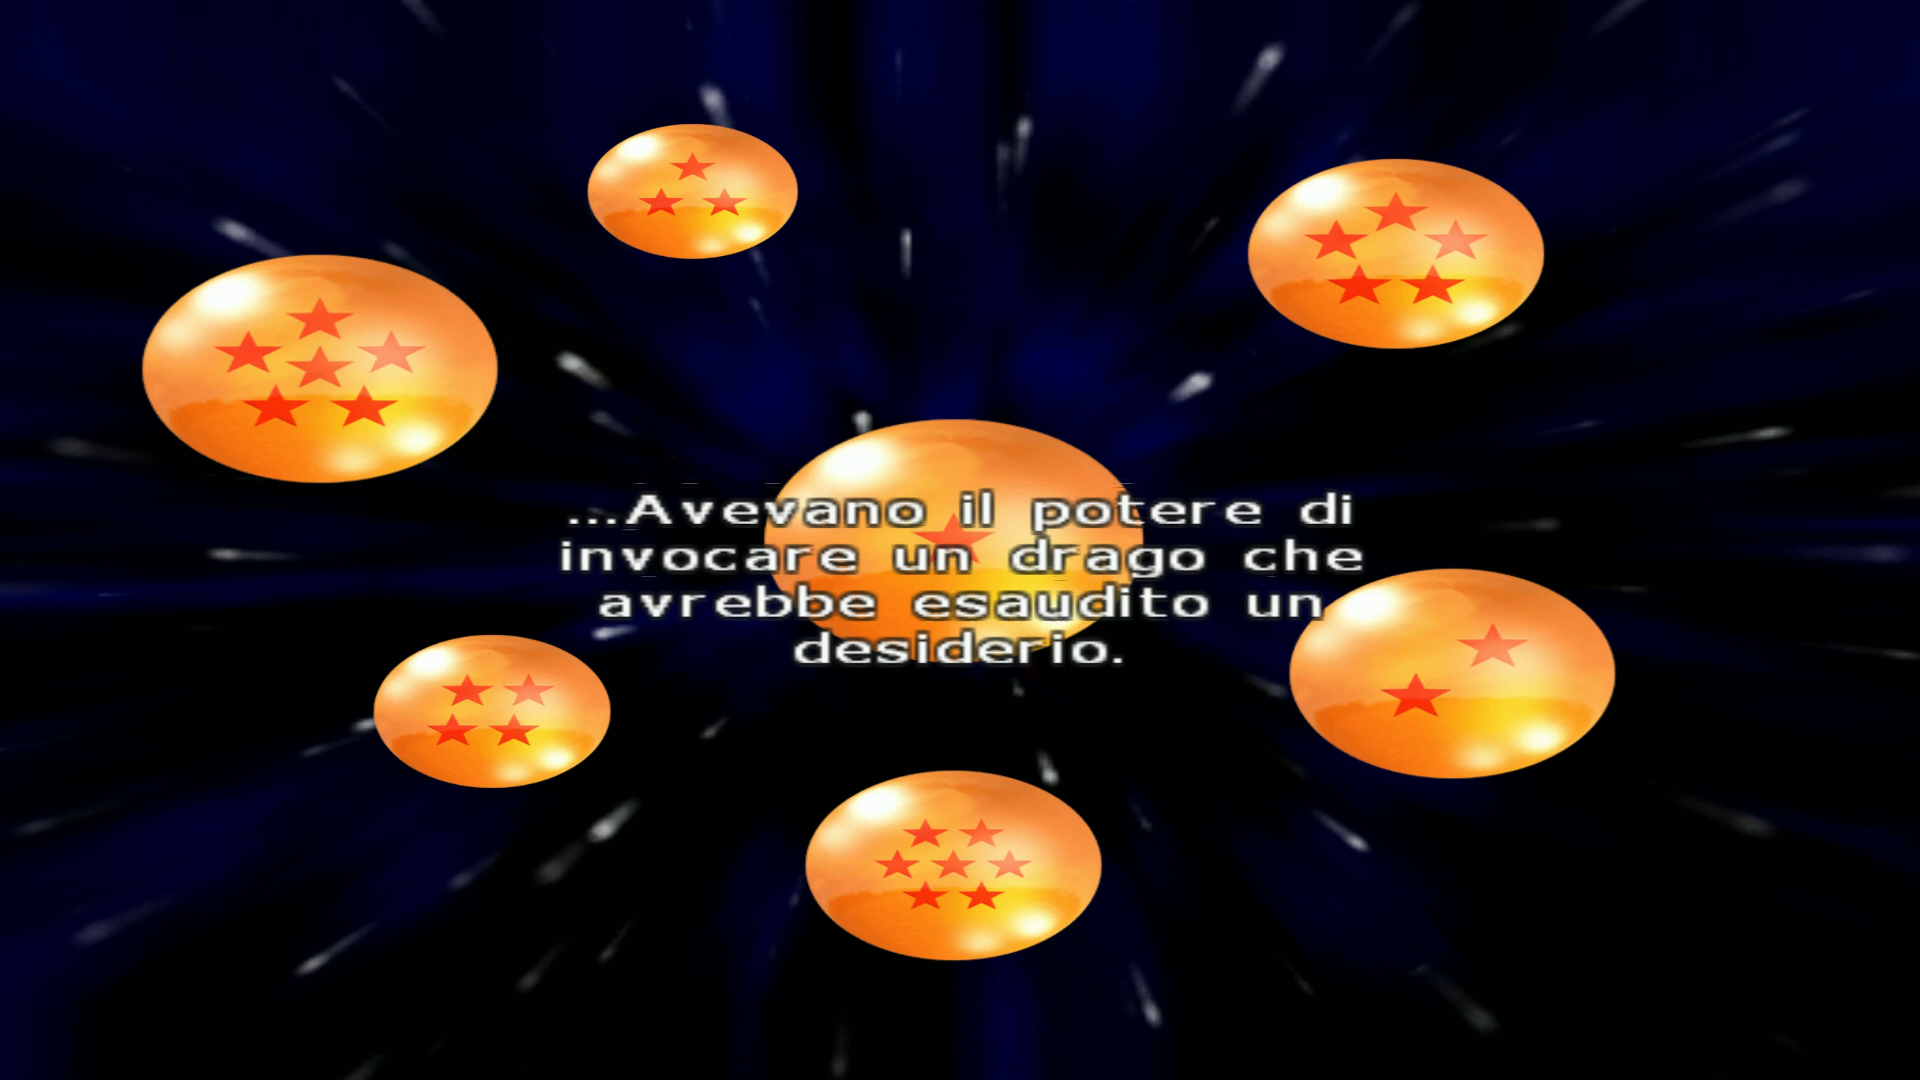 ...Avevano il potere di
invocare un drago che
avrebbe esaudito un
desiderio.